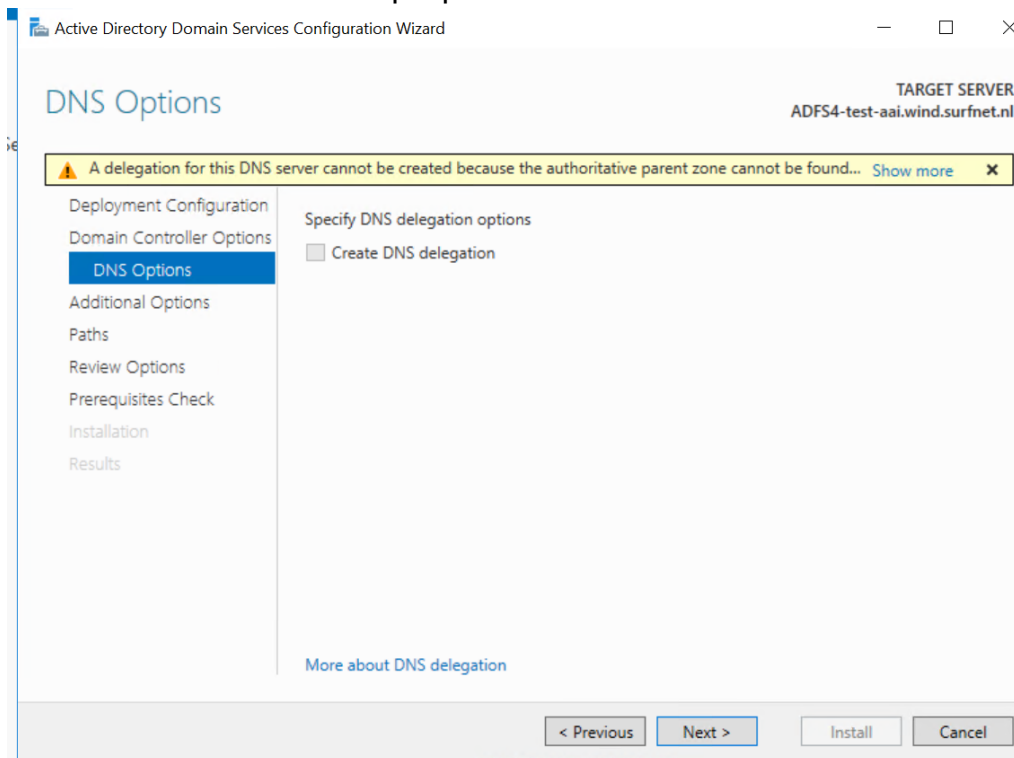 Active Directory Domain Services Configuration Wizard
DNS Options
TARGET SERVER
ADFS4-test-aai.wind.surfnet.nl
A delegation for this DNS server cannot be created because the authoritative parent zone cannot be found... Show more
Deployment Configuration
Domain Controller Options
DNS Options
Additional Options
Paths
Review Options
Prerequisites Check
Installation
Results
Specify DNS delegation options
Create DNS delegation
More about DNS delegation
< Previous Next > Install Cancel